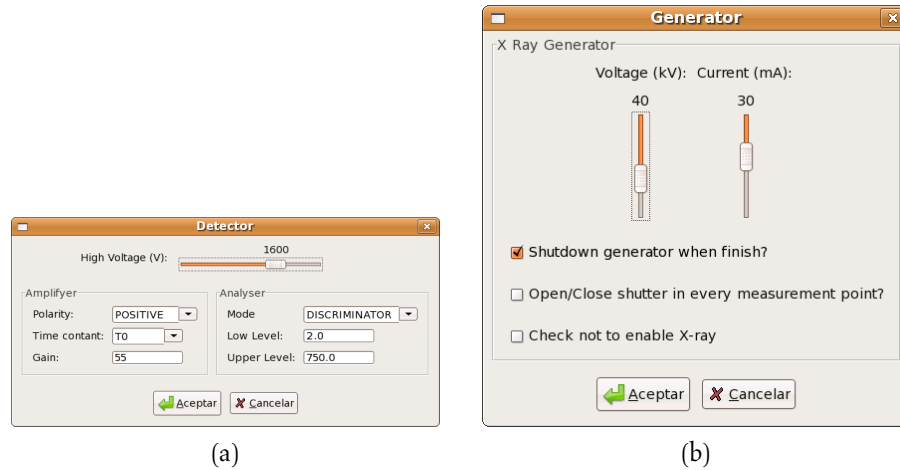 Detector
High Voltage (V):
1600
Amplifyer
Polarity: POSITIVE
Time contant: T0
Gain: 55
Analyser
Mode DISCRIMINATOR
Low Level: 2.0
Upper Level: 750.0
Aceptar Cancelar
(a)
Generator
X Ray Generator
Voltage (kV): Current (mA):
40 30
Shutdown generator when finish?
Open/Close shutter in every measurement point?
Check not to enable X-ray
Aceptar Cancelar
(b)